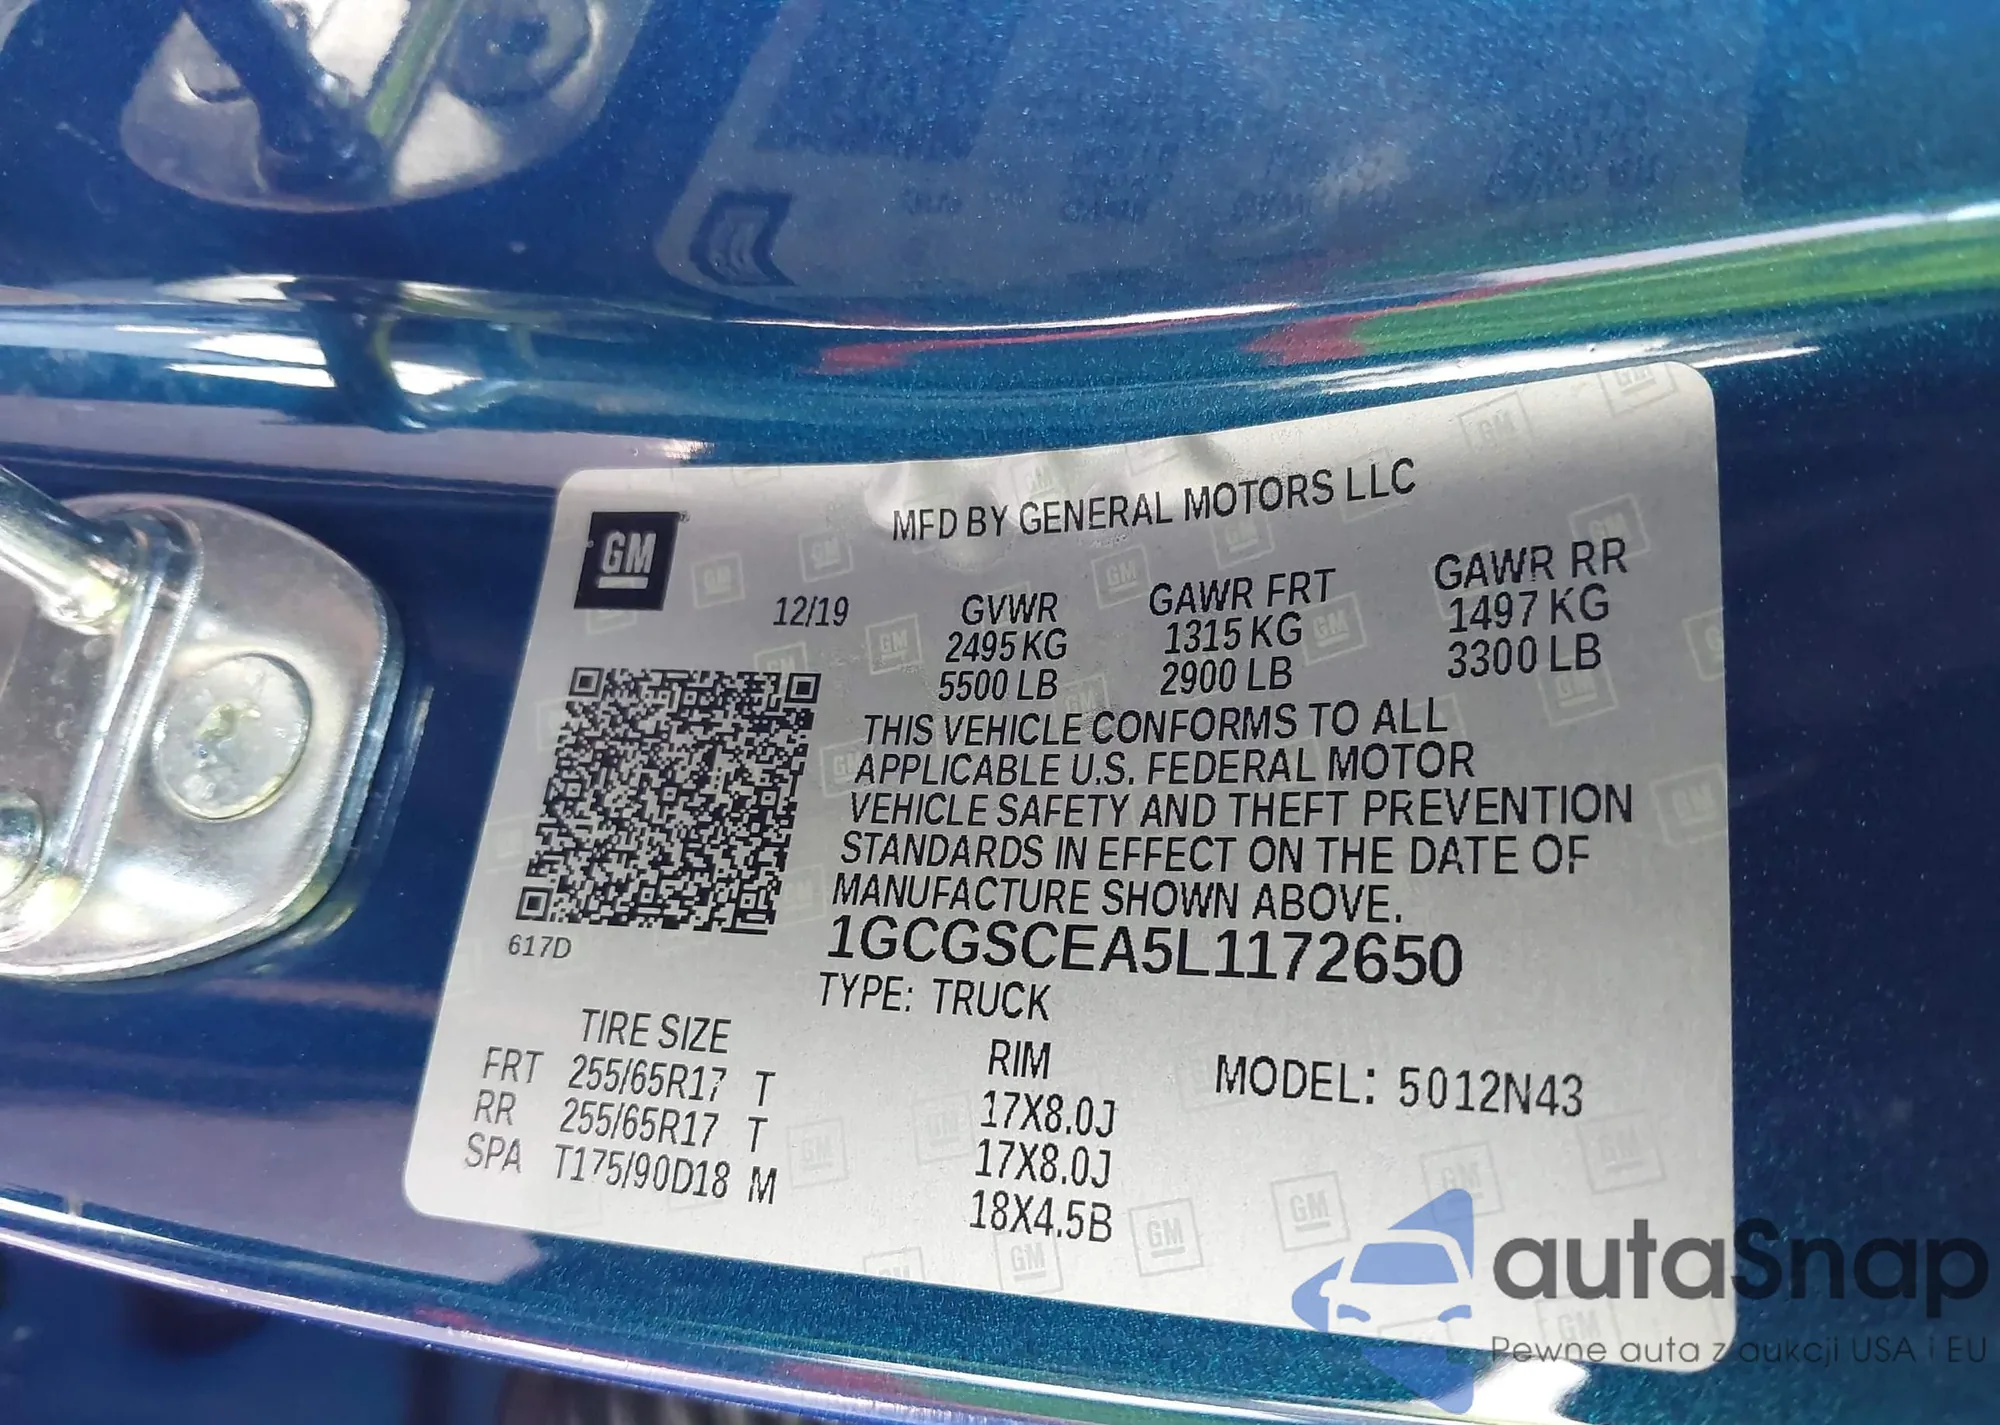 GM
MFD BY GENERAL MOTORS LLC
12/19 GVWR GAWR FRT GAWR RR
2495 KG 1315 KG 1497 KG
5500 LB 2900 LB 3300 LB
THIS VEHICLE CONFORMS TO ALL
APPLICABLE U.S. FEDERAL MOTOR
VEHICLE SAFETY AND THEFT PREVENTION
STANDARDS IN EFFECT ON THE DATE OF
MANUFACTURE SHOWN ABOVE.
617D
1GCGSCEA5L1172650
TYPE: TRUCK
TIRE SIZE RIM MODEL: 5012N43
FRT 255/65R17 T 17X8.0J
RR 255/65R17 T 17X8.0J
SPA T175/90D18 M 18X4.5B
autaSnap
Pewne auta z aukcji USA i EU